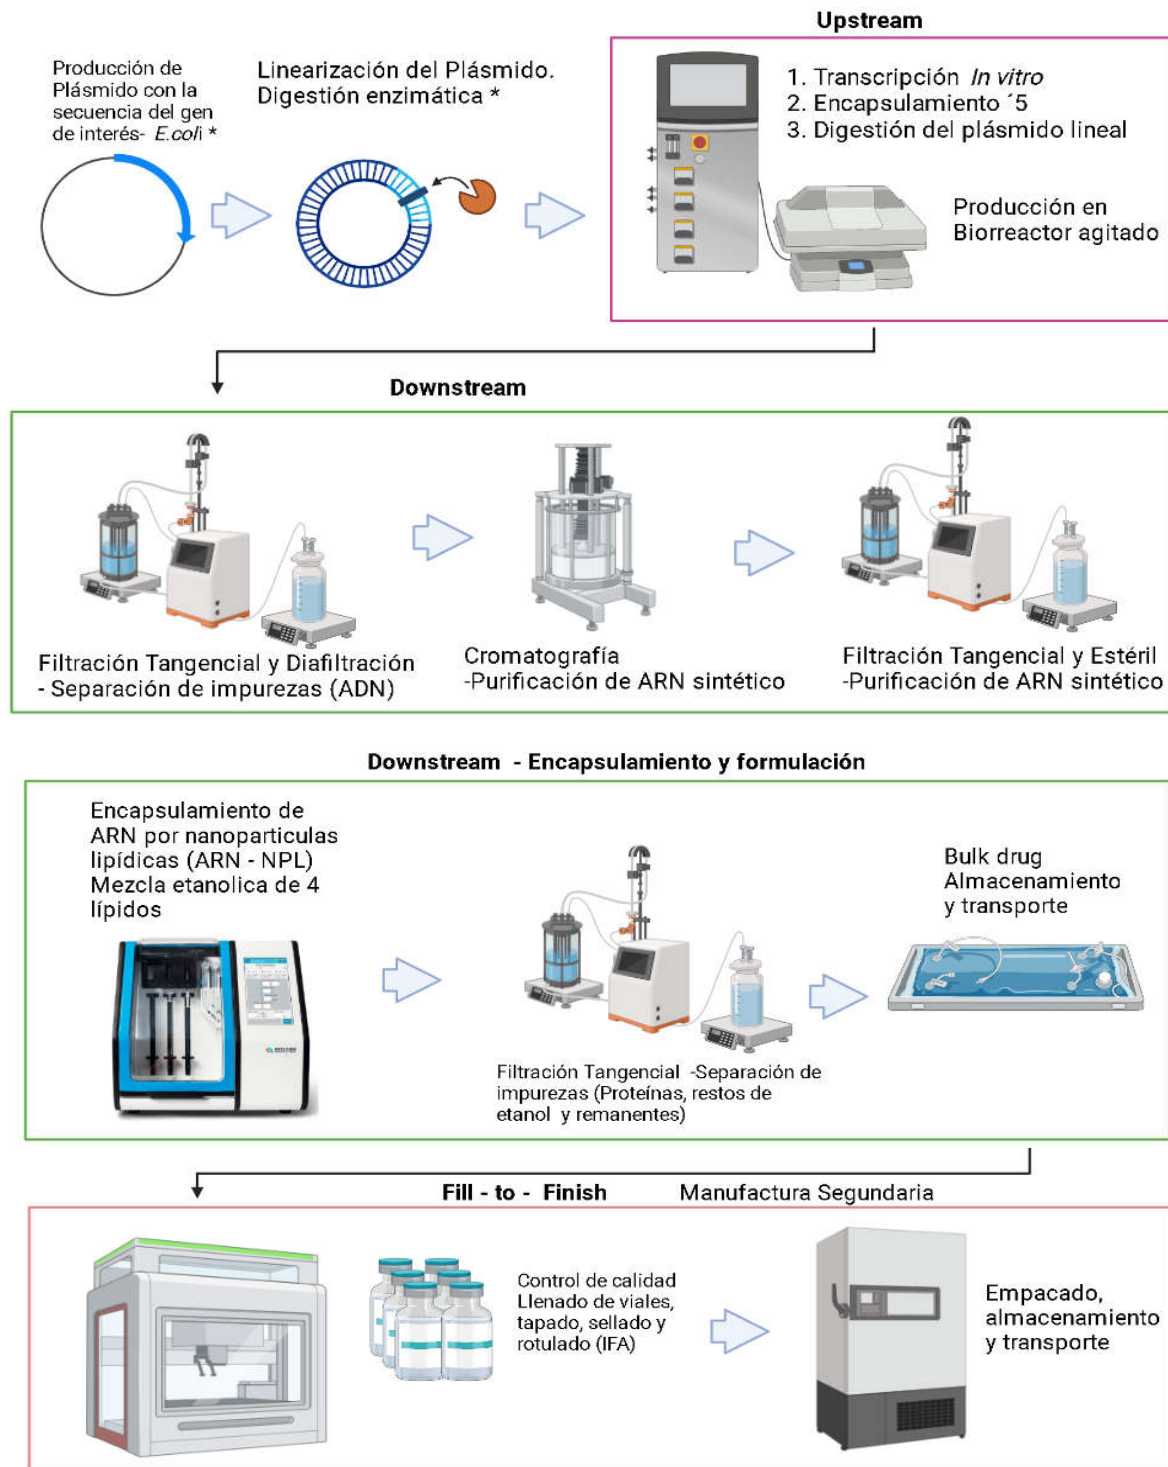 Upstream
Producción de
Plásmido con la
secuencia del gen
de interés- E.coli *
Linearización del Plásmido.
Digestión enzimática *
1. Transcripción In vitro
2. Encapsulamiento ´5
3. Digestión del plásmido lineal
Producción en
Biorreactor agitado
Downstream
Filtración Tangencial y Diafiltración
- Separación de impurezas (ADN)
Cromatografía
-Purificación de ARN sintético
Filtración Tangencial y Estéril
-Purificación de ARN sintético
Downstream - Encapsulamiento y formulación
Encapsulamiento de
ARN por nanoparticulas
lipídicas (ARN - NPL)
Mezcla etanolica de 4
lípidos
Filtración Tangencial -Separación de
impurezas (Proteínas, restos de
etanol y remanentes)
Bulk drug
Almacenamiento
y transporte
Fill - to - Finish Manufactura Segundaria
Control de calidad
Llenado de viales,
tapado, sellado y
rotulado (IFA)
Empacado,
almacenamiento
y transporte